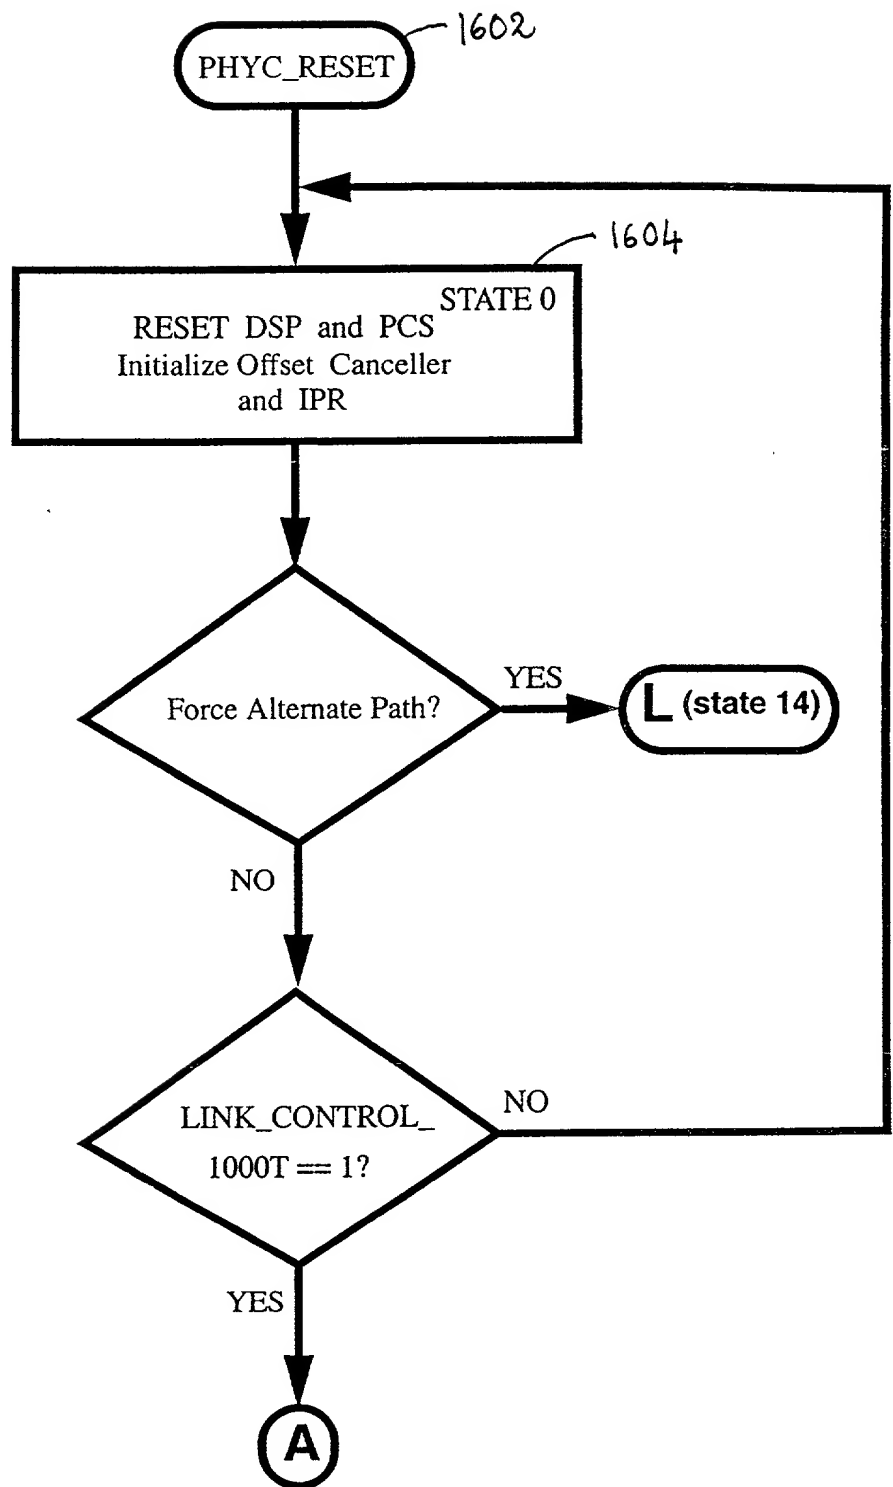 1602
PHYC_RESET
1604
STATE 0
RESET DSP and PCS
Initialize Offset Canceller
and IPR
Force Alternate Path?
YES
L (state 14)
NO
LINK_CONTROL_
1000T == 1?
NO
YES
A